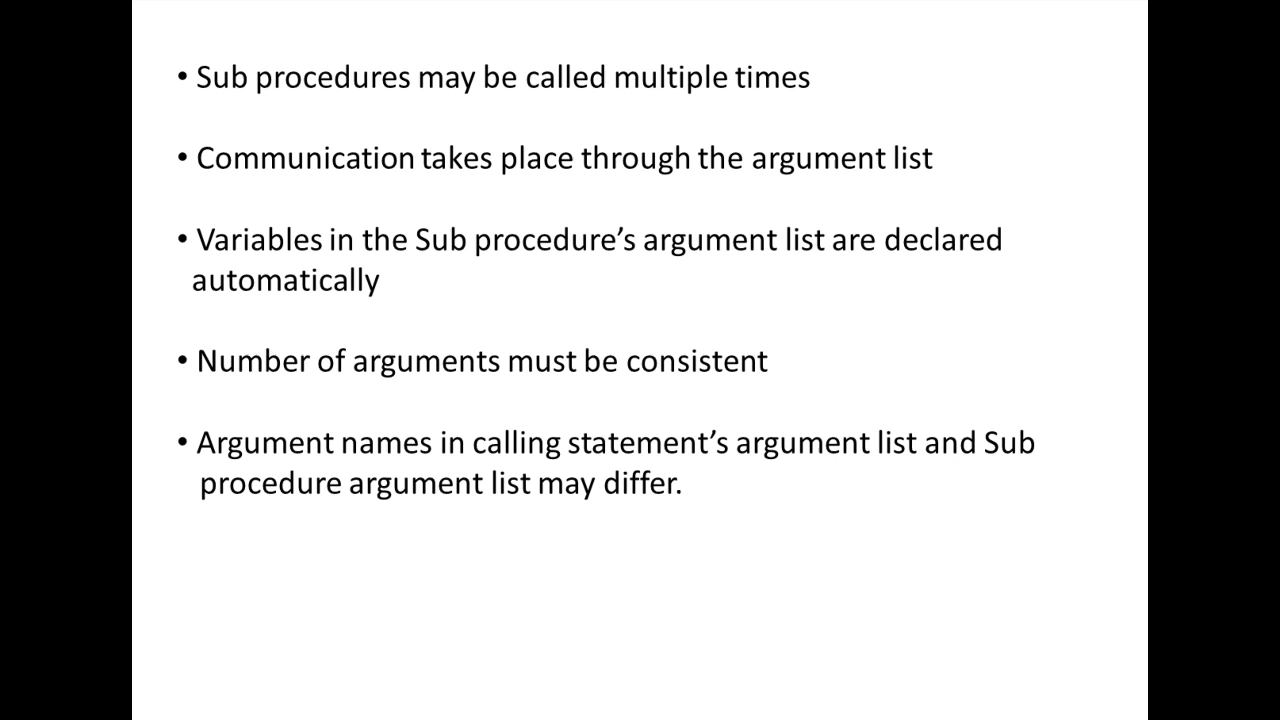 • Sub procedures may be called multiple times
• Communication takes place through the argument list
• Variables in the Sub procedure’s argument list are declared
automatically
• Number of arguments must be consistent
• Argument names in calling statement’s argument list and Sub
procedure argument list may differ.